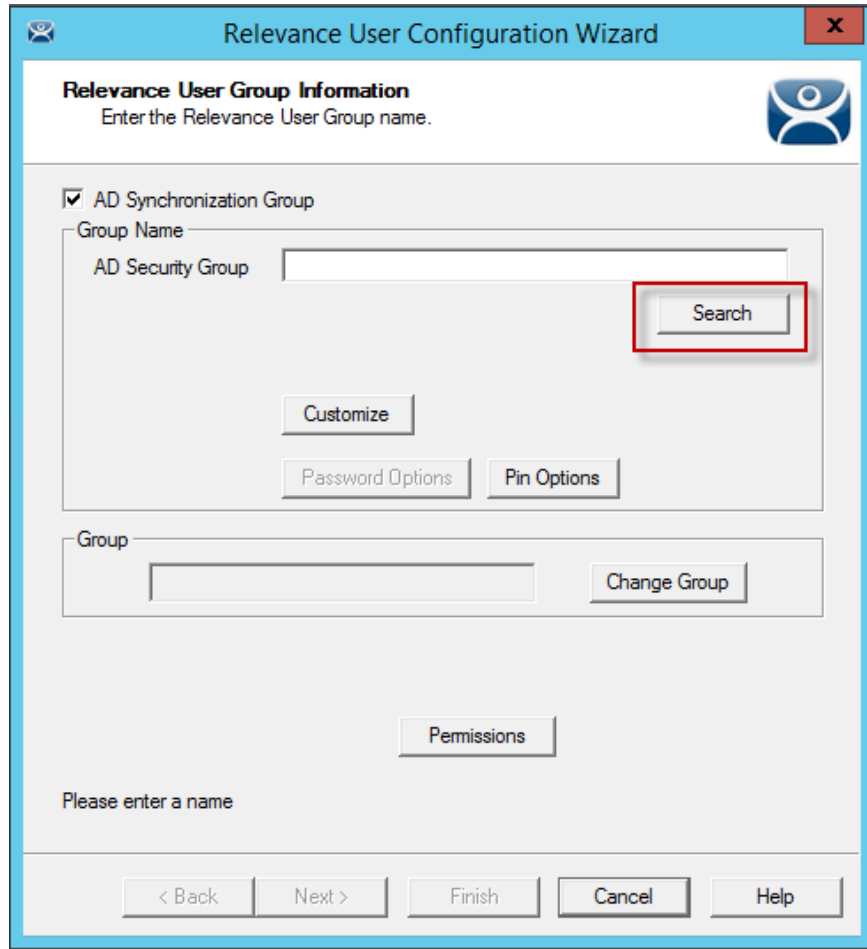 Relevance User Configuration Wizard
x
Relevance User Group Information
Enter the Relevance User Group name.
AD Synchronization Group
Group Name
AD Security Group
Search
Customize
Password Options
Pin Options
Group
Change Group
Permissions
Please enter a name
< Back
Next >
Finish
Cancel
Help